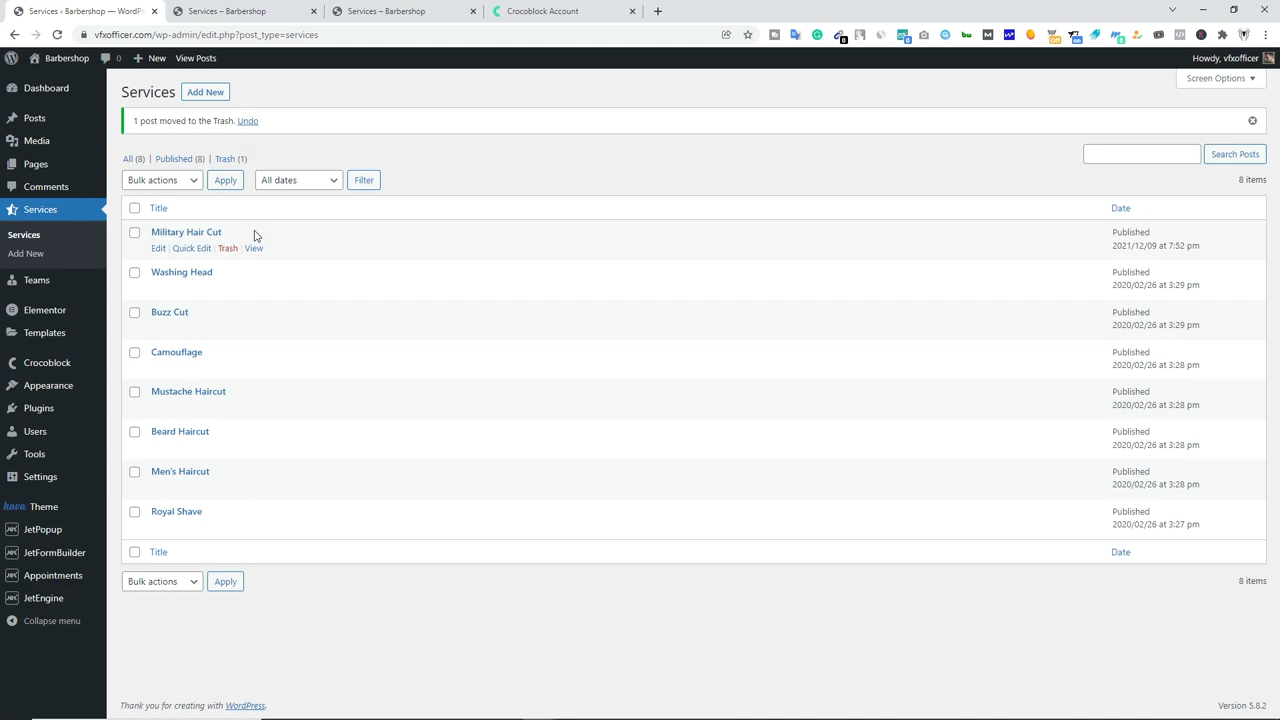 Services ‹ Barbershop — WordPr
Services – Barbershop
Services – Barbershop
Crocoblock Account
vfxofficer.com/wp-admin/edit.php?post_type=services
Barbershop
0
New
View Posts
Howdy, vfxofficer
Dashboard
Posts
Media
Pages
Comments
Services
Services
Add New
Teams
Elementor
Templates
Crocoblock
Appearance
Plugins
Users
Tools
Settings
kava Theme
JetPopup
JetFormBuilder
Appointments
JetEngine
Collapse menu
Services
Add New
Screen Options
1 post moved to the Trash. Undo
All (8) | Published (8) | Trash (1)
Search Posts
Bulk actions
Apply
All dates
Filter
8 items
Title
Date
Military Hair Cut
Edit | Quick Edit | Trash | View
Published
2021/12/09 at 7:52 pm
Washing Head
Published
2020/02/26 at 3:29 pm
Buzz Cut
Published
2020/02/26 at 3:29 pm
Camouflage
Published
2020/02/26 at 3:28 pm
Mustache Haircut
Published
2020/02/26 at 3:28 pm
Beard Haircut
Published
2020/02/26 at 3:28 pm
Men's Haircut
Published
2020/02/26 at 3:28 pm
Royal Shave
Published
2020/02/26 at 3:27 pm
Title
Date
Bulk actions
Apply
8 items
Thank you for creating with WordPress.
Version 5.8.2